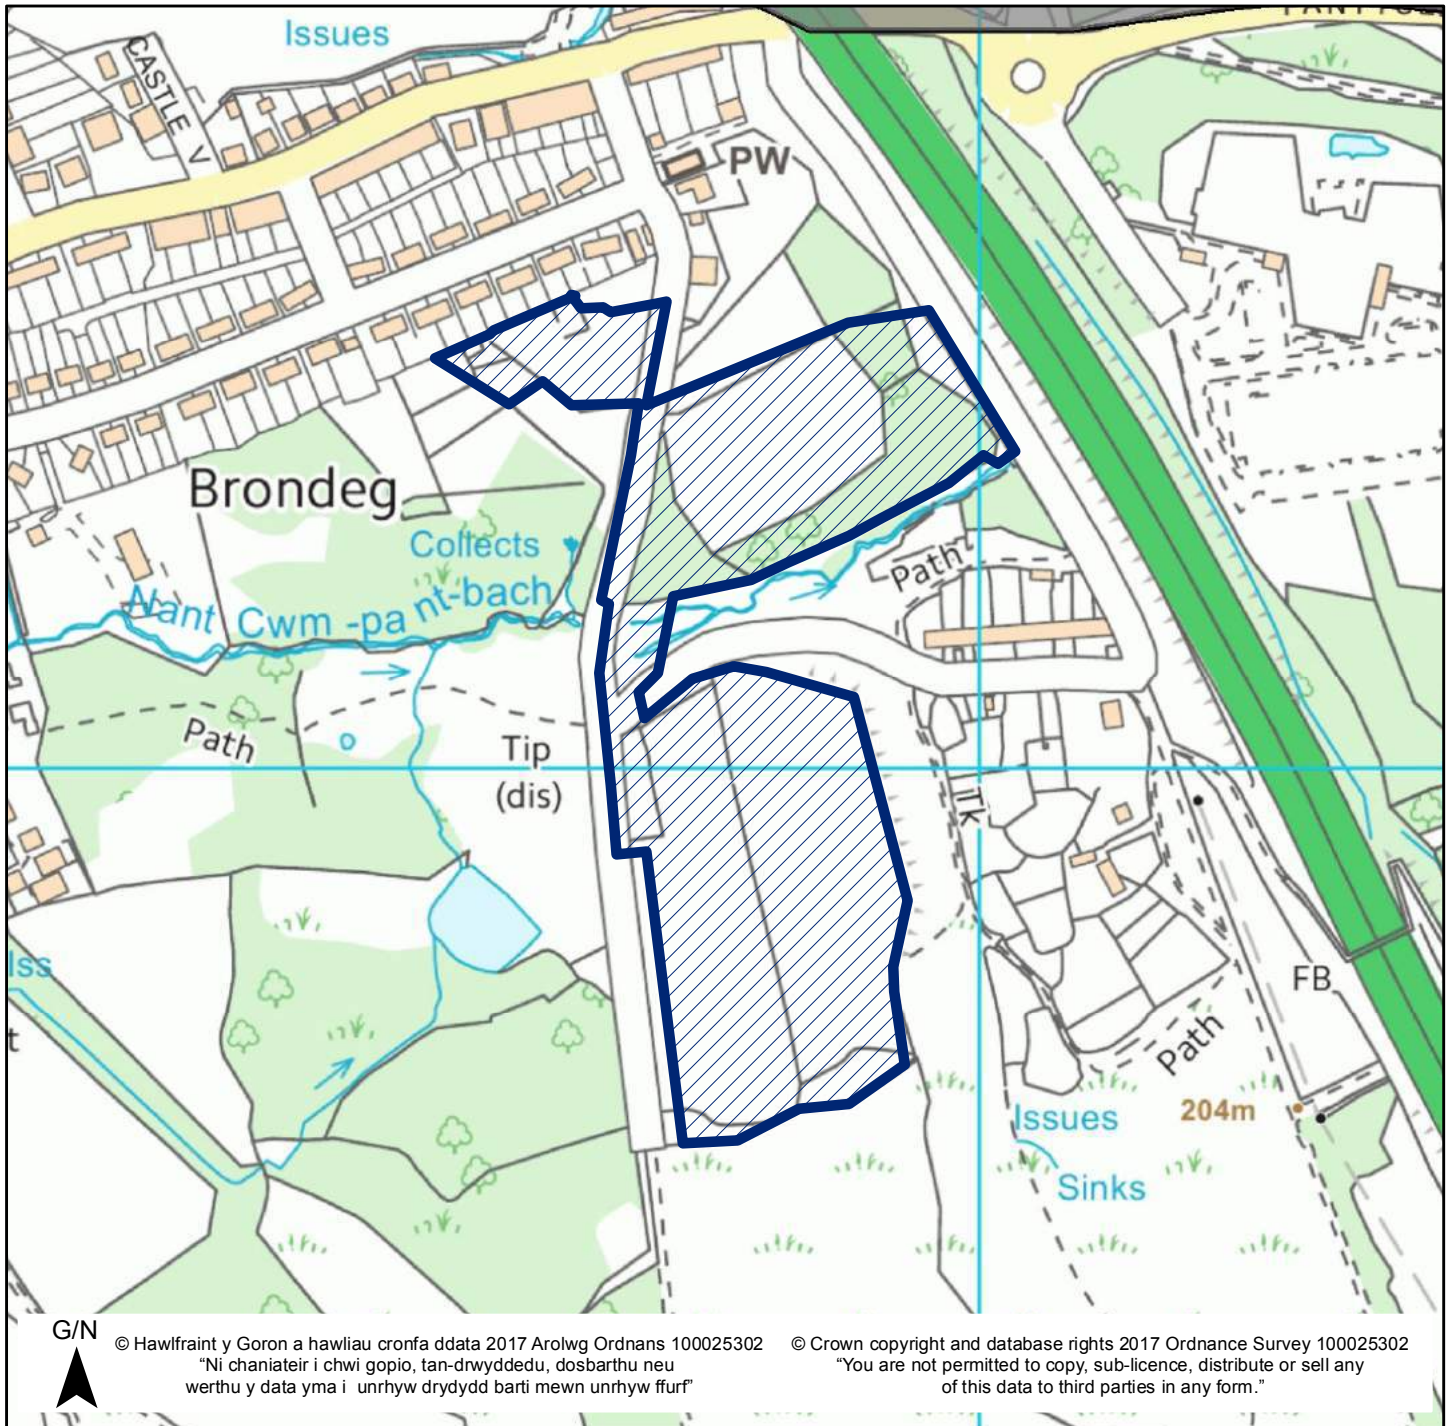 Issues
CASTLE V
PW
Brondeg
Collects
Nant Cwm -pa nt-bach
Path
Path
Tip
(dis)
Tk
Iss
t
FB
Path
204m
Issues
Sinks
G/N
© Hawlfraint y Goron a hawliau cronfa ddata 2017 Arolwg Ordnans 100025302
“Ni chaniateir i chwi gopio, tan-drwyddedu, dosbarthu neu
werthu y data yma i unrhyw drydydd barti mewn unrhyw ffurf”
© Crown copyright and database rights 2017 Ordnance Survey 100025302
“You are not permitted to copy, sub-licence, distribute or sell any
of this data to third parties in any form.”